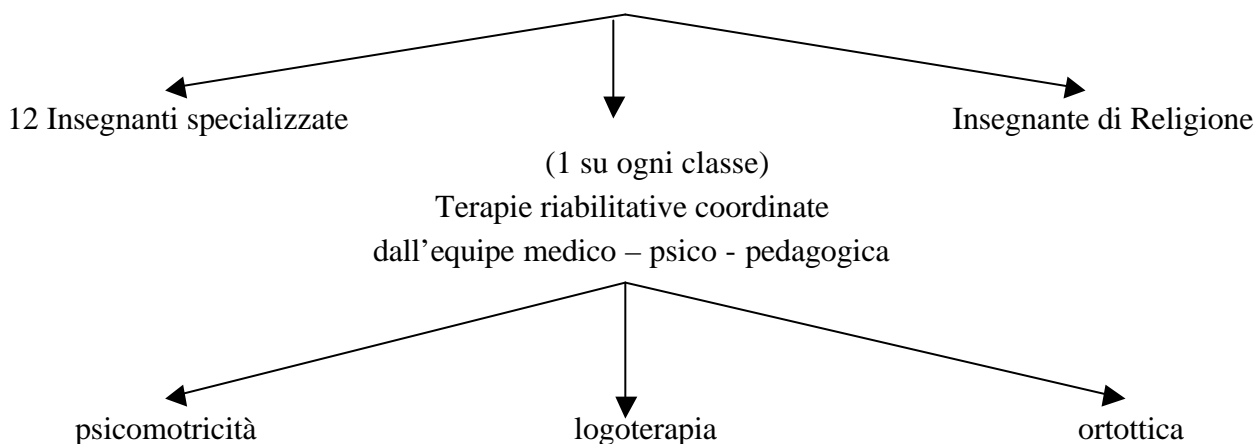 12 Insegnanti specializzate
Insegnante di Religione
(1 su ogni classe)
Terapie riabilitative coordinate
dall’equipe medico – psico - pedagogica
psicomotricità
logoterapia
ortottica